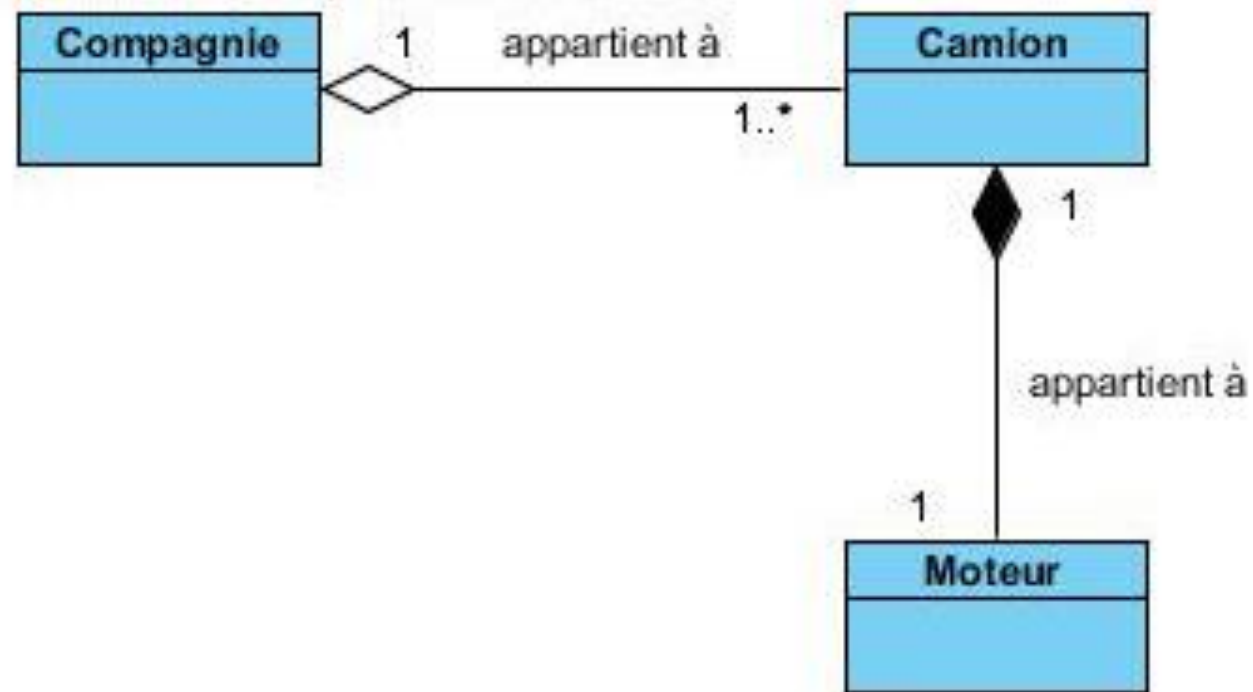 Compagnie
1
appartient à
Camion
1..*
1
appartient à
1
Moteur